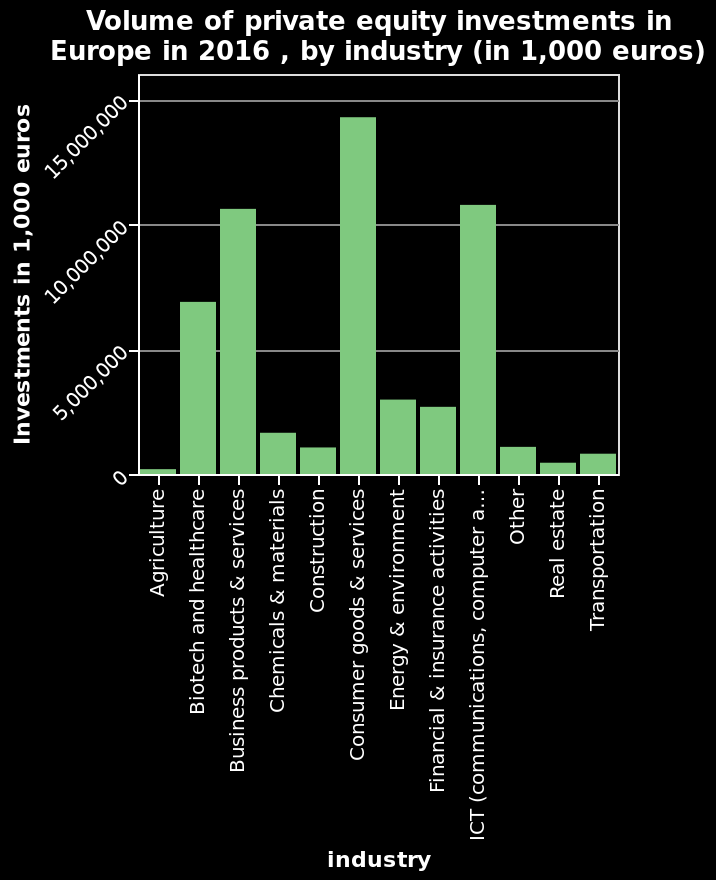 Volume of private equity investments in
Europe in 2016 , by industry (in 1,000 euros)
Investments in 1,000 euros
15,000,000
10,000,000
5,000,000
0
Agriculture
Biotech and healthcare
Business products & services
Chemicals & materials
Construction
Consumer goods & services
Energy & environment
Financial & insurance activities
ICT (communications, computer a...
Other
Real estate
Transportation
industry